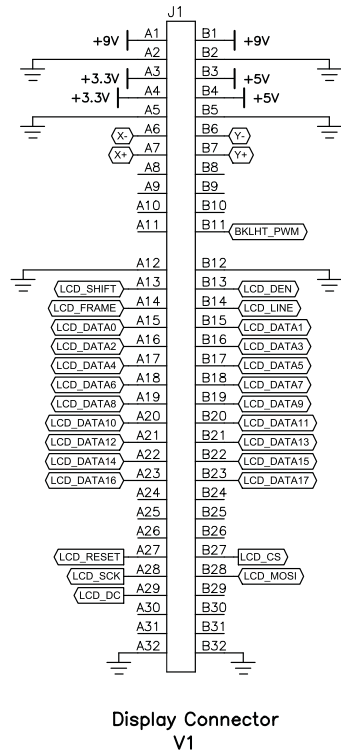 J1
+9V A1 B1 +9V
A2 B2
+3.3V A3 B3 +5V
+3.3V A4 B4 +5V
A5 B5
X- A6 B6 Y-
X+ A7 B7 Y+
A8 B8
A9 B9
A10 B10
A11 B11 BKLHT_PWM
A12 B12
LCD_SHIFT A13 B13 LCD_DEN
LCD_FRAME A14 B14 LCD_LINE
LCD_DATA0 A15 B15 LCD_DATA1
LCD_DATA2 A16 B16 LCD_DATA3
LCD_DATA4 A17 B17 LCD_DATA5
LCD_DATA6 A18 B18 LCD_DATA7
LCD_DATA8 A19 B19 LCD_DATA9
LCD_DATA10 A20 B20 LCD_DATA11
LCD_DATA12 A21 B21 LCD_DATA13
LCD_DATA14 A22 B22 LCD_DATA15
LCD_DATA16 A23 B23 LCD_DATA17
A24 B24
A25 B25
A26 B26
LCD_RESET A27 B27 LCD_CS
LCD_SCK A28 B28 LCD_MOSI
LCD_DC A29 B29
A30 B30
A31 B31
A32 B32
Display Connector
V1